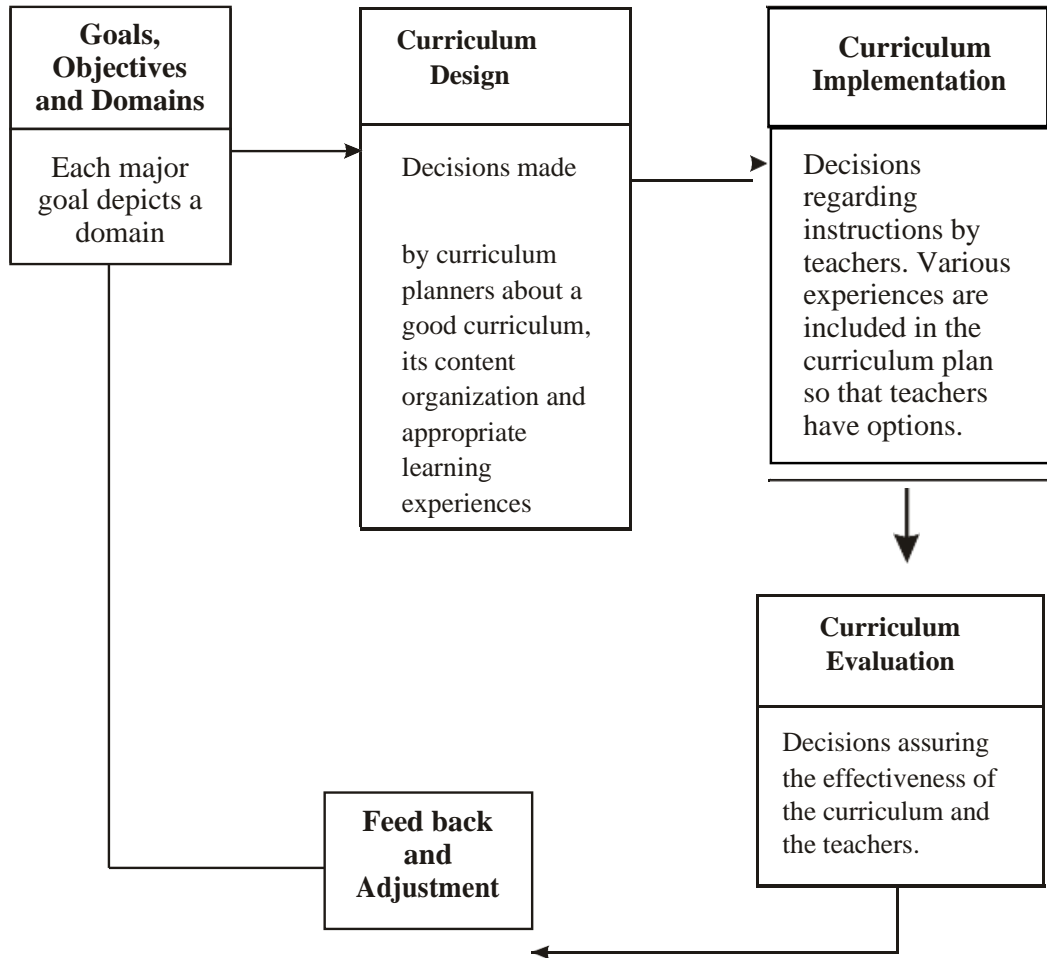 Goals,
Objectives
and Domains
Each major
goal depicts a
domain
Curriculum
Design
Decisions made
by curriculum
planners about a
good curriculum,
its content
organization and
appropriate
learning
experiences
Curriculum
Implementation
Decisions
regarding
instructions by
teachers. Various
experiences are
included in the
curriculum plan
so that teachers
have options.
Curriculum
Evaluation
Decisions assuring
the effectiveness of
the curriculum and
the teachers.
Feed back
and
Adjustment